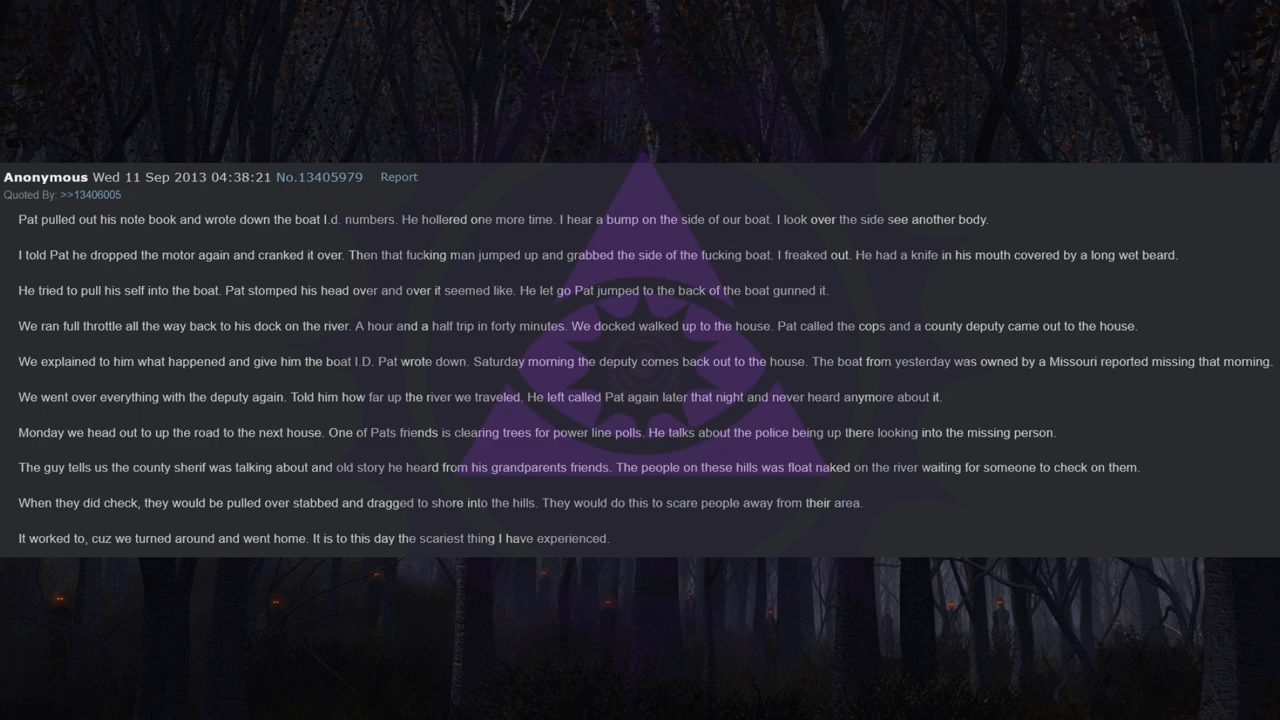 Anonymous Wed 11 Sep 2013 04:38:21 No.13405979 Report
Quoted By: >>13406005
Pat pulled out his note book and wrote down the boat I.d. numbers. He hollered one more time. I hear a bump on the side of our boat. I look over the side see another body.
I told Pat he dropped the motor again and cranked it over. Then that fucking man jumped up and grabbed the side of the fucking boat. I freaked out. He had a knife in his mouth covered by a long wet beard.
He tried to pull his self into the boat. Pat stomped his head over and over it seemed like. He let go Pat jumped to the back of the boat gunned it.
We ran full throttle all the way back to his dock on the river. A hour and a half trip in forty minutes. We docked walked up to the house. Pat called the cops and a county deputy came out to the house.
We explained to him what happened and give him the boat I.D. Pat wrote down. Saturday morning the deputy comes back out to the house. The boat from yesterday was owned by a Missouri reported missing that morning.
We went over everything with the deputy again. Told him how far up the river we traveled. He left called Pat again later that night and never heard anymore about it.
Monday we head out to up the road to the next house. One of Pats friends is clearing trees for power line polls. He talks about the police being up there looking into the missing person.
The guy tells us the county sherif was talking about and old story he heard from his grandparents friends. The people on these hills was float naked on the river waiting for someone to check on them.
When they did check, they would be pulled over stabbed and dragged to shore into the hills. They would do this to scare people away from their area.
It worked to, cuz we turned around and went home. It is to this day the scariest thing I have experienced.